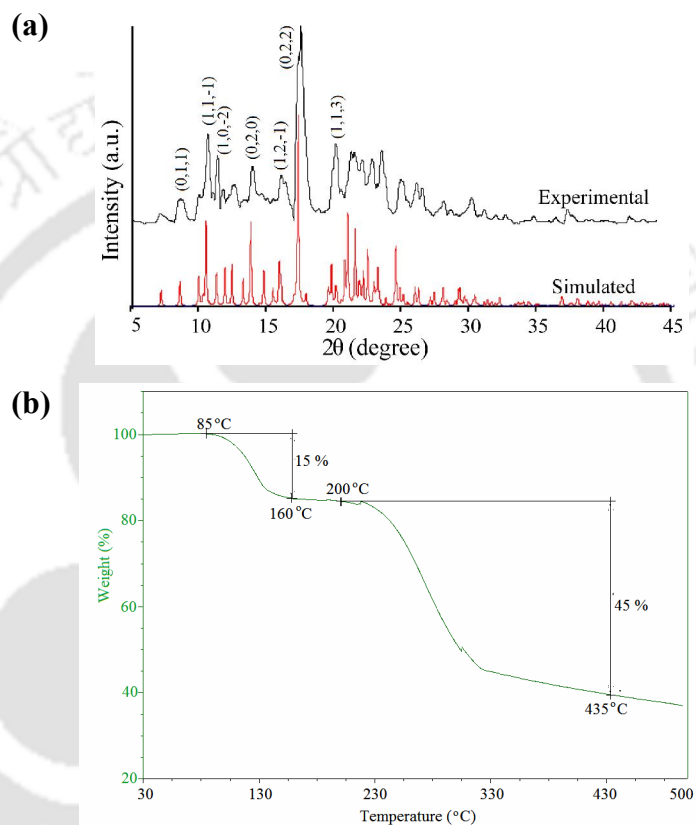 (a)
Intensity (a.u.)
(0,1,1)
(1,1,-1)
(1,0,-2)
(0,2,0)
(1,2,-1)
(0,2,2)
(1,1,3)
Experimental
Simulated
5 10 15 20 25 30 35 40 45
2θ (degree)
(b)
Weight (%)
100
80
60
40
20
85°C
15 %
160°C
200°C
45 %
435°C
30 130 230 330 430 500
Temperature (°C)